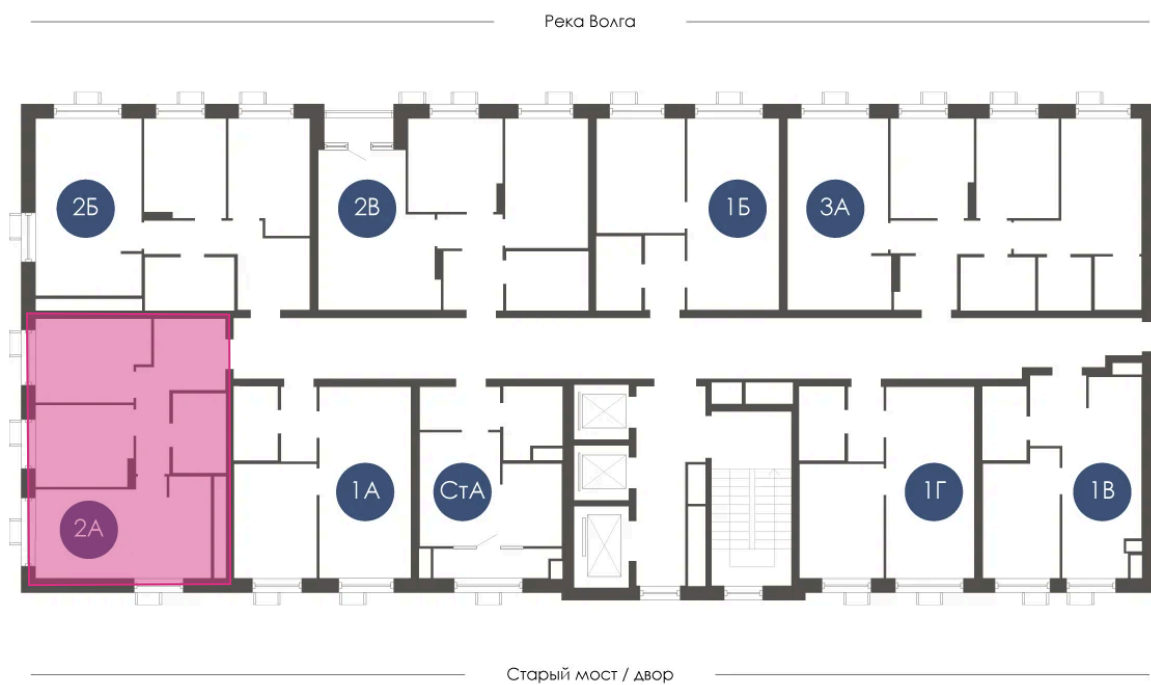 Река Волга
2Б
2В
1Б
3А
2А
1А
СтА
1Г
1В
Старый мост / двор